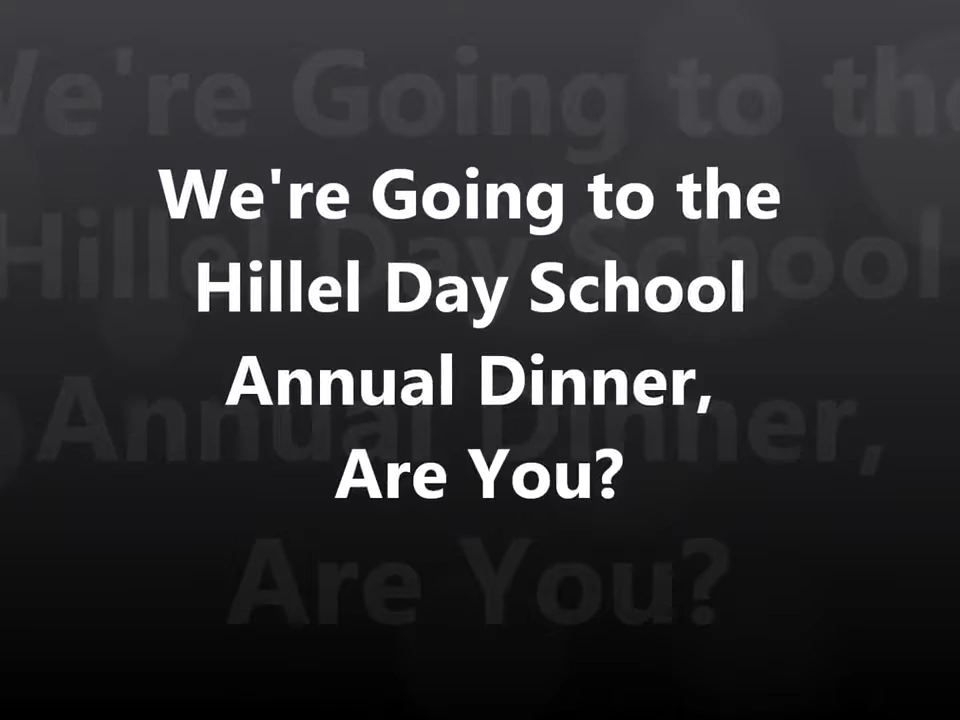 We're Going to the
Hillel Day School
Annual Dinner,
Are You?